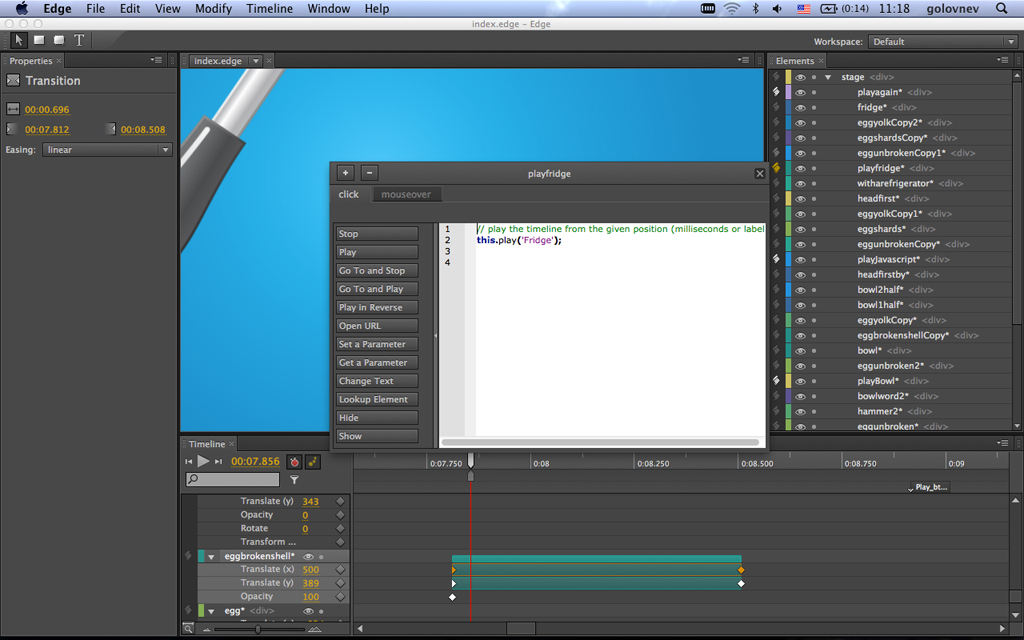 Edge File Edit View Modify Timeline Window Help (0:14) 11:18 golovnev
index.edge – Edge
T Workspace: Default
Properties × index.edge × Elements ×
Transition
00:00.696
00:07.812 00:08.508
Easing: linear
stage <div>
playagain* <div>
fridge* <div>
eggyolkCopy2* <div>
eggshardsCopy* <div>
eggunbrokenCopy1* <div>
playfridge* <div>
witharefrigerator* <div>
headfirst* <div>
eggyolkCopy1* <div>
eggshards* <div>
eggunbrokenCopy* <div>
playJavascript* <div>
headfirstby* <div>
bowl2half* <div>
bowl1half* <div>
eggyolkCopy* <div>
eggbrokenshellCopy* <div>
bowl* <div>
eggunbroken2* <div>
playBowl* <div>
bowlword2* <div>
hammer2* <div>
eggunbroken* <div>
+ – playfridge
click mouseover
Stop
Play
Go To and Stop
Go To and Play
Play in Reverse
Open URL
Set a Parameter
Get a Parameter
Change Text
Lookup Element
Hide
Show
1 // play the timeline from the given position (milliseconds or label
2 this.play('Fridge');
3
4
Timeline ×
00:07.856
0:07.750 0:08 0:08.250 0:08.500 0:08.750 0:09
Play_bt...
Translate (y) 343
Opacity 0
Rotate 0
Transform ...
eggbrokenshell*
Translate (x) 500
Translate (y) 389
Opacity 100
egg* <div>